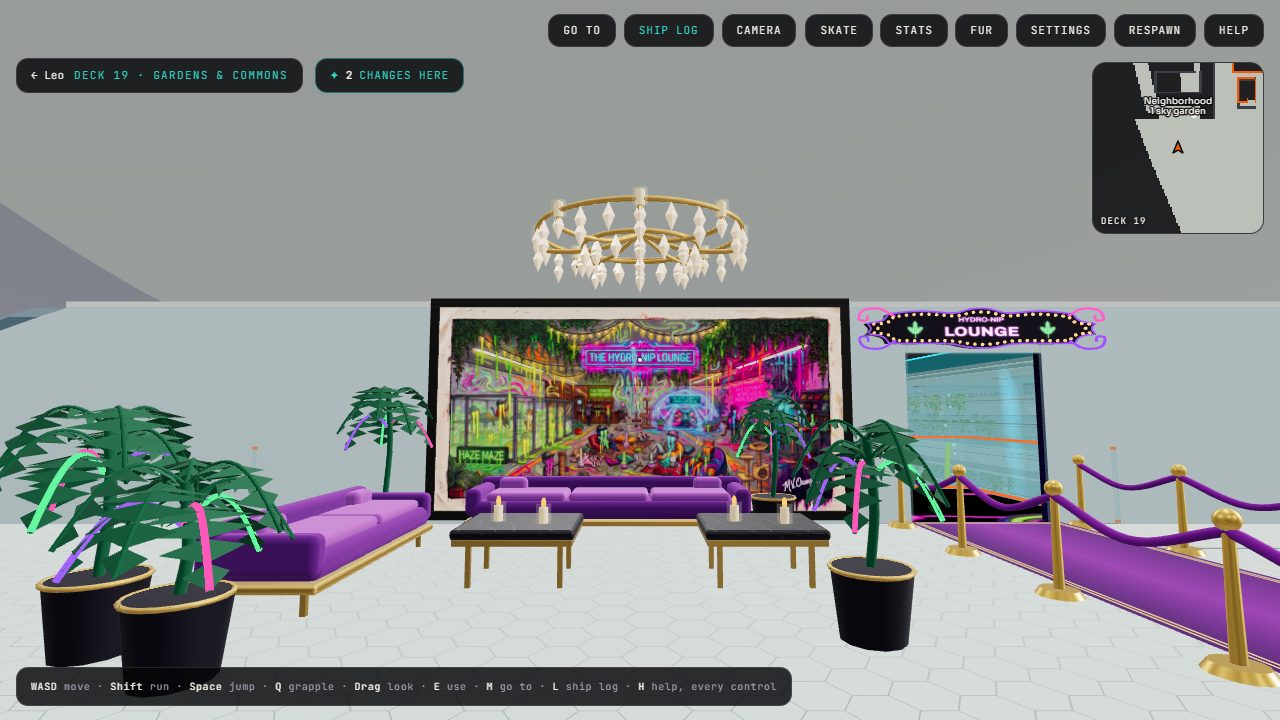 GO TO
SHIP LOG
CAMERA
SKATE
STATS
FUR
SETTINGS
RESPAWN
HELP
← Leo DECK 19 · GARDENS & COMMONS
✦ 2 CHANGES HERE
Neighborhood
1 sky garden
DECK 19
HYDRO-NIP
LOUNGE
THE HYDRO-NIP LOUNGE
HAZE MAZE
WASD move · Shift run · Space jump · Q grapple · Drag look · E use · M go to · L ship log · H help, every control